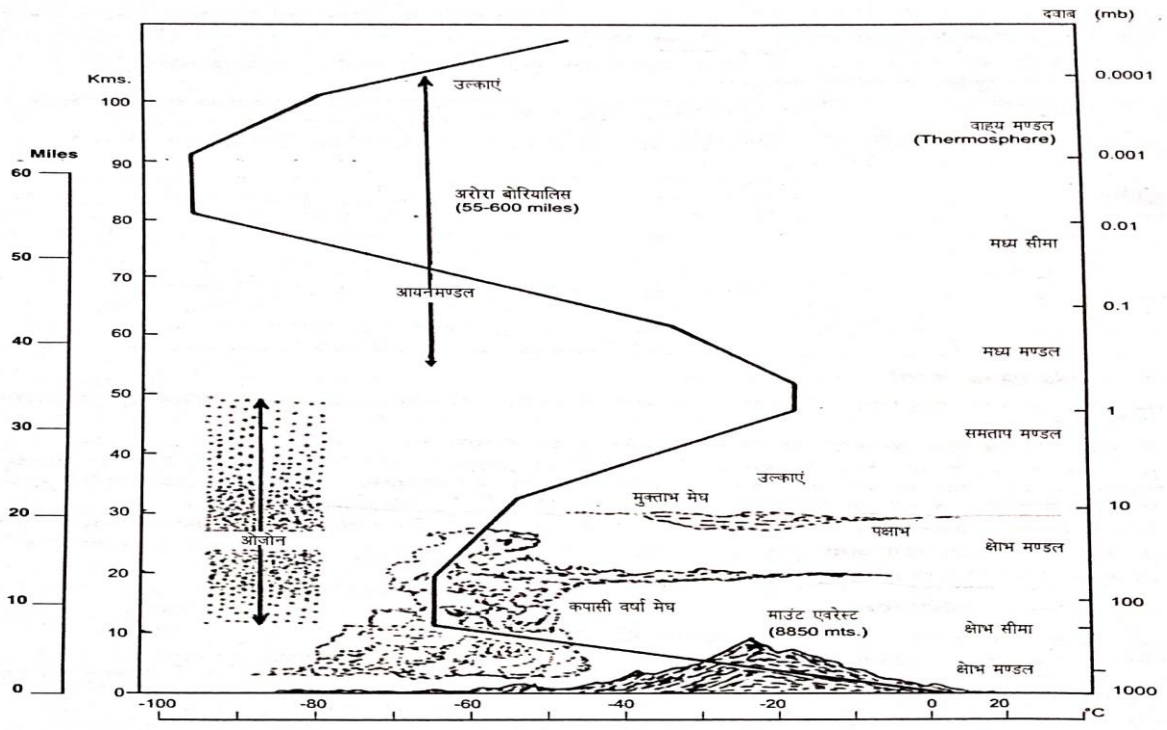 दवाब (mb)
Kms.
Miles
100
90
80
70
60
50
40
30
20
10
0
60
50
40
30
20
10
0
उल्काएं
अरोरा बोरियालिस
(55-600 miles)
आयनमण्डल
ओजोन
मुक्ताभ मेघ
उल्काएं
पक्षाभ
कपासी वर्षा मेघ
माउंट एवरेस्ट
(8850 mts.)
0.0001
वाह्य मण्डल
(Thermosphere)
0.001
0.01
मध्य सीमा
0.1
मध्य मण्डल
1
समताप मण्डल
10
क्षोभ मण्डल
100
क्षोभ सीमा
क्षोभ मण्डल
1000
-100
-80
-60
-40
-20
0
20
°C